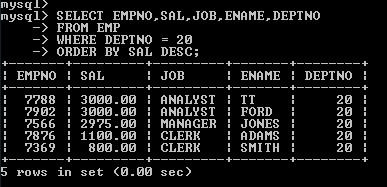 mysql>
mysql> SELECT EMPNO,SAL,JOB,ENAME,DEPTNO
    -> FROM EMP
    -> WHERE DEPTNO = 20
    -> ORDER BY SAL DESC;
+-------+---------+---------+-------+--------+
| EMPNO | SAL     | JOB     | ENAME | DEPTNO |
+-------+---------+---------+-------+--------+
|  7788 | 3000.00 | ANALYST | TT    |     20 |
|  7902 | 3000.00 | ANALYST | FORD  |     20 |
|  7566 | 2975.00 | MANAGER | JONES |     20 |
|  7876 | 1100.00 | CLERK   | ADAMS |     20 |
|  7369 |  800.00 | CLERK   | SMITH |     20 |
+-------+---------+---------+-------+--------+
5 rows in set (0.00 sec)